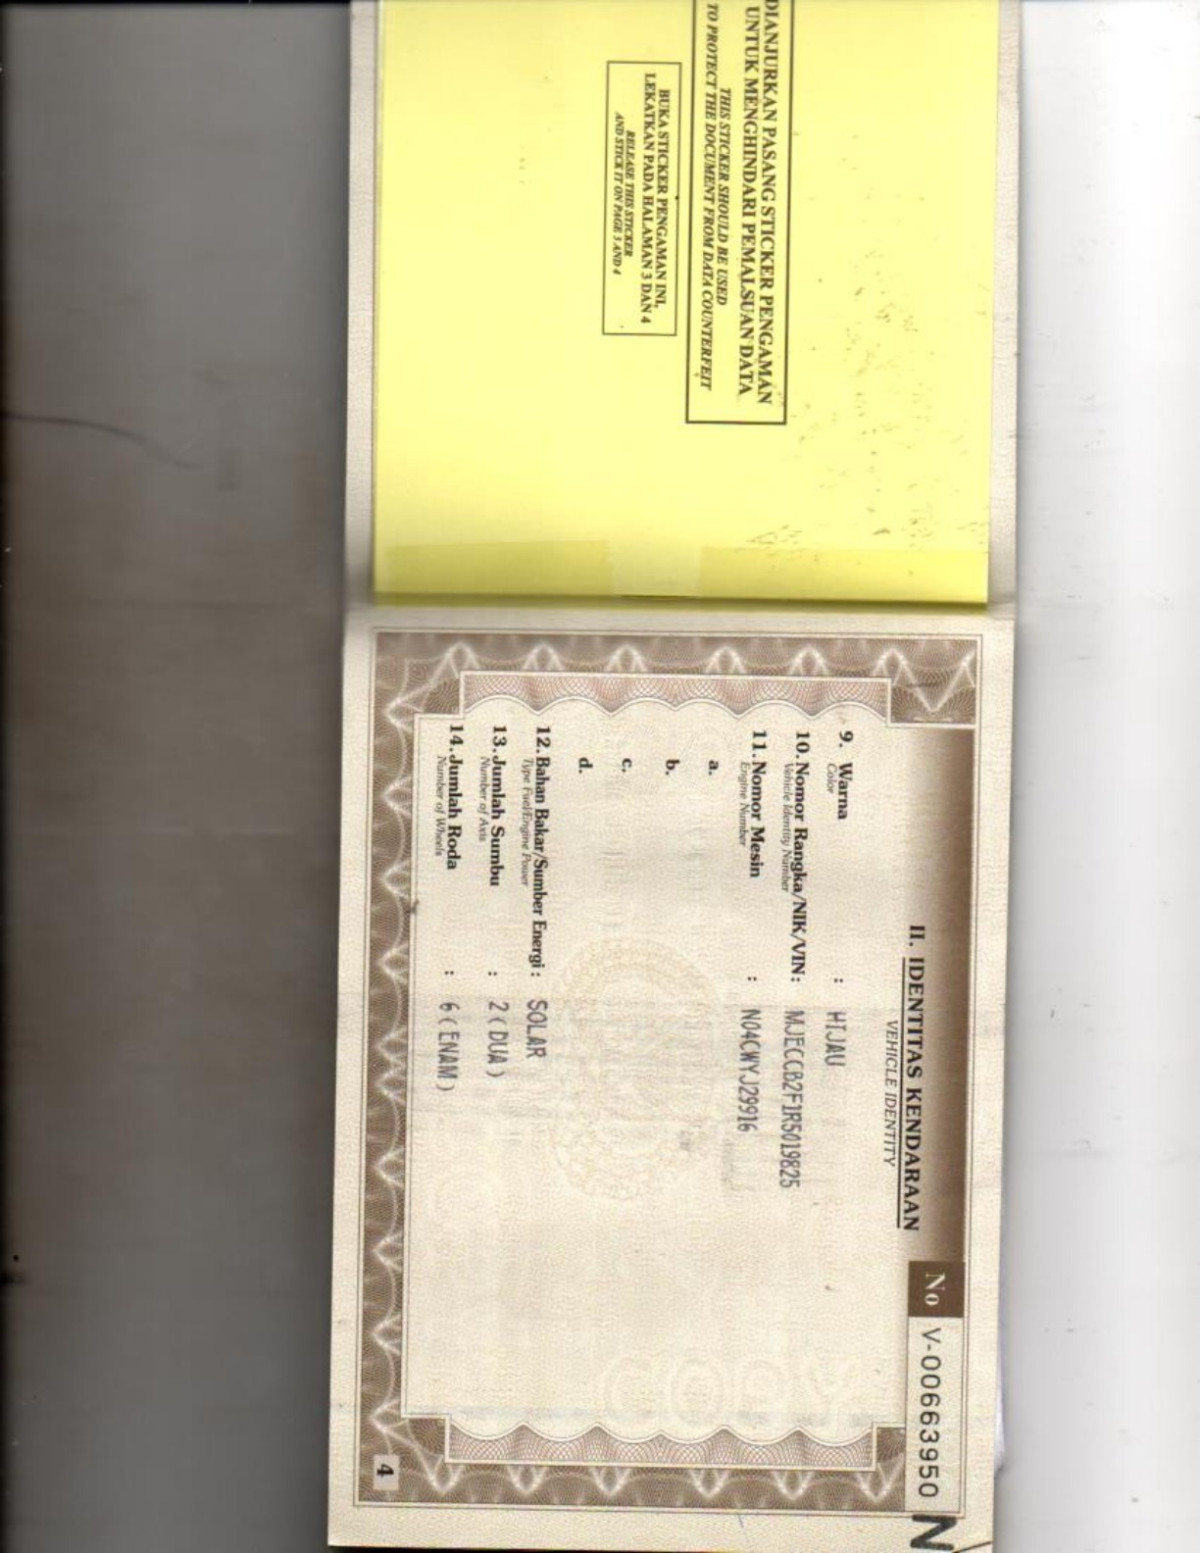 DIANJURKAN PASANG STICKER PENGAMAN
UNTUK MENGHINDARI PEMALSUAN DATA
THIS STICKER SHOULD BE USED
TO PROTECT THE DOCUMENT FROM DATA COUNTERFEIT
BUKA STICKER PENGAMAN INI,
LEKATKAN PADA HALAMAN 3 DAN 4
RELEASE THIS STICKER
AND STICK IT ON PAGE 3 AND 4
No V-00663950 N
II. IDENTITAS KENDARAAN
VEHICLE IDENTITY
9. Warna : HIJAU
Color
10. Nomor Rangka/NIK/VIN : MJECCB2F1R5019825
Vehicle Identity Number
11. Nomor Mesin : N04CWYJ29916
Engine Number
a.
b.
c.
d.
12. Bahan Bakar/Sumber Energi : SOLAR
Type Fuel/Engine Power
13. Jumlah Sumbu : 2 (DUA)
Number of Axis
14. Jumlah Roda : 6 (ENAM)
Number of Wheels
COPY
4